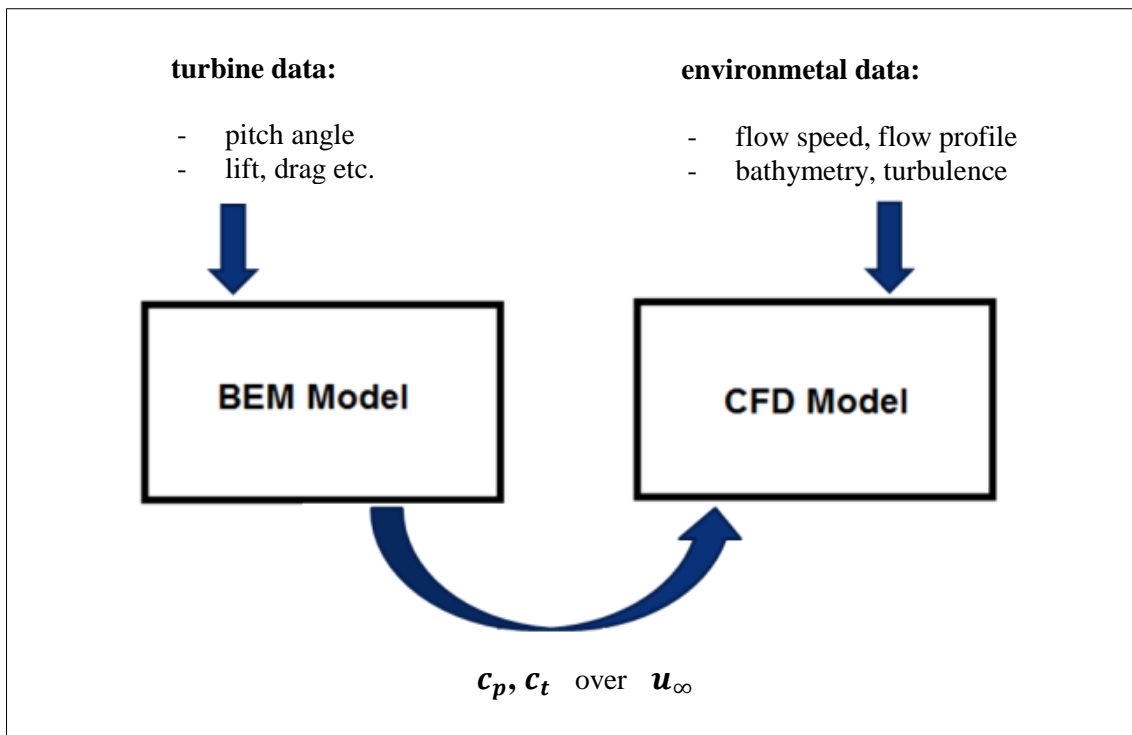 turbine data:
- pitch angle
- lift, drag etc.
environmetal data:
- flow speed, flow profile
- bathymetry, turbulence
BEM Model
CFD Model
c_p, c_t over u_∞